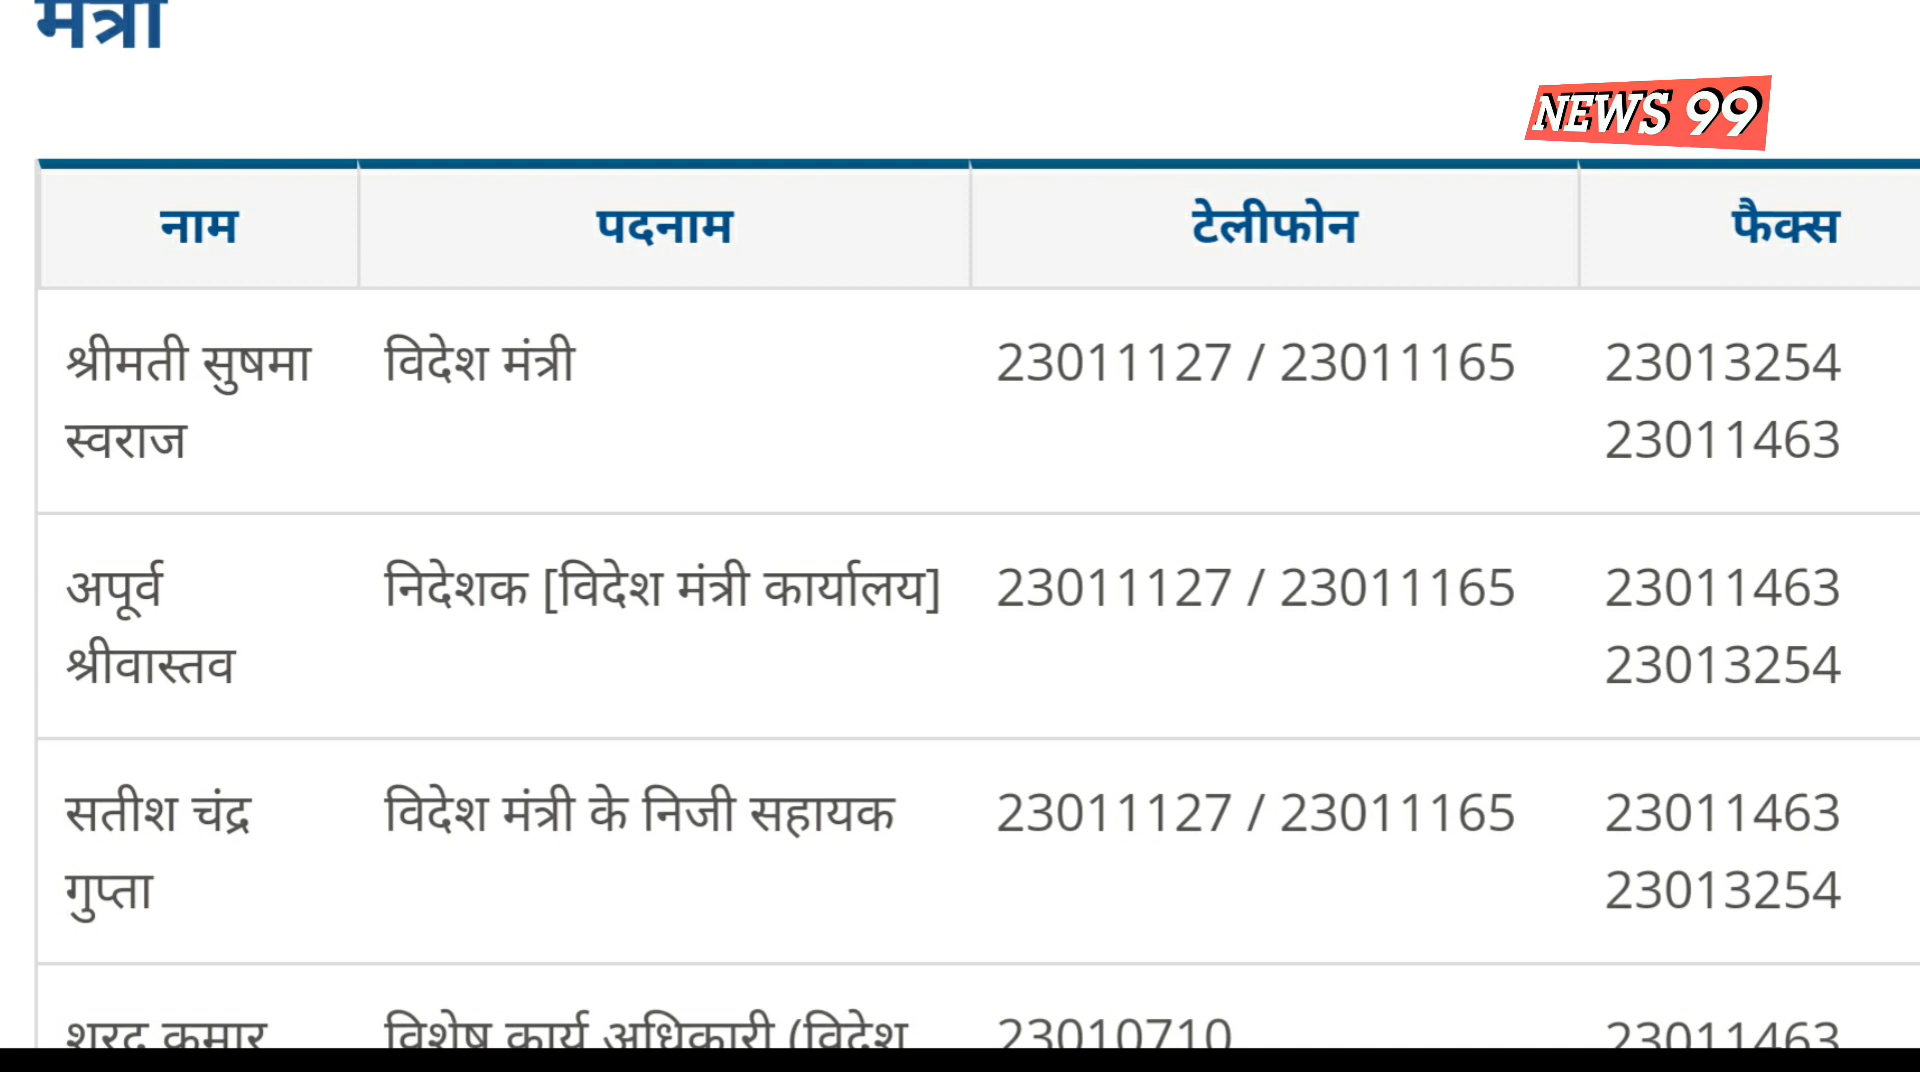 मंत्री
NEWS 99
नाम पदनाम टेलीफोन फैक्स
श्रीमती सुषमा विदेश मंत्री 23011127 / 23011165 23013254
स्वराज 23011463
अपूर्व निदेशक [विदेश मंत्री कार्यालय] 23011127 / 23011165 23011463
श्रीवास्तव 23013254
सतीश चंद्र विदेश मंत्री के निजी सहायक 23011127 / 23011165 23011463
गुप्ता 23013254
शरद कुमार विशेष कार्य अधिकारी (विदेश 23010710 23011463